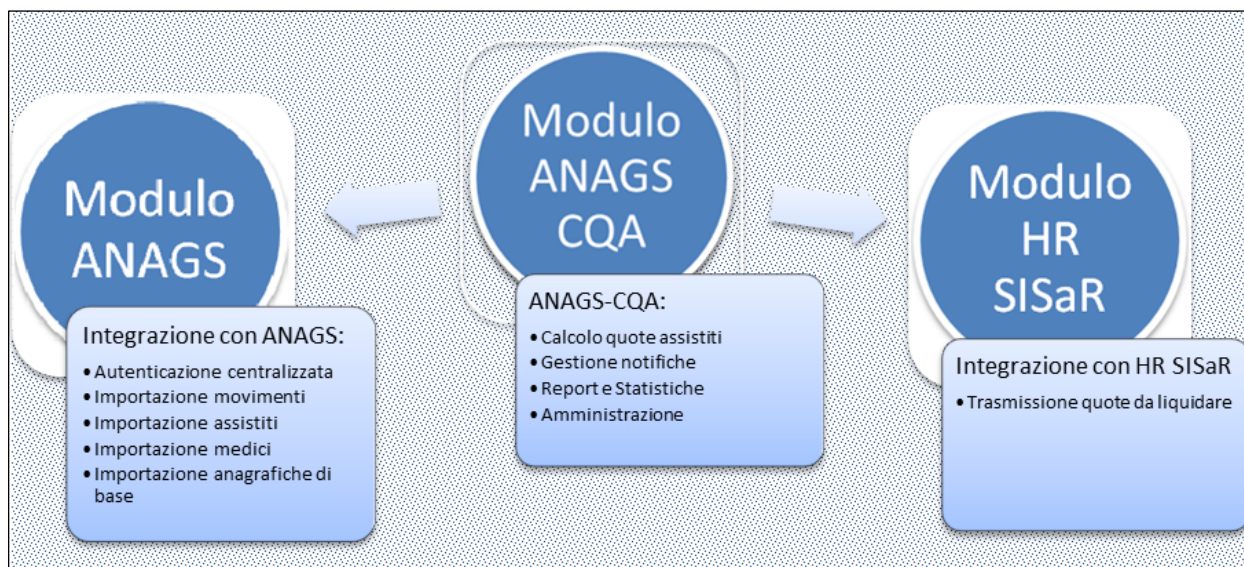 Modulo
ANAGS
Integrazione con ANAGS:
• Autenticazione centralizzata
• Importazione movimenti
• Importazione assistiti
• Importazione medici
• Importazione anagrafiche di
base
Modulo
ANAGS
CQA
ANAGS-CQA:
• Calcolo quote assistiti
• Gestione notifiche
• Report e Statistiche
• Amministrazione
Modulo
HR
SISaR
Integrazione con HR SISaR
• Trasmissione quote da liquidare